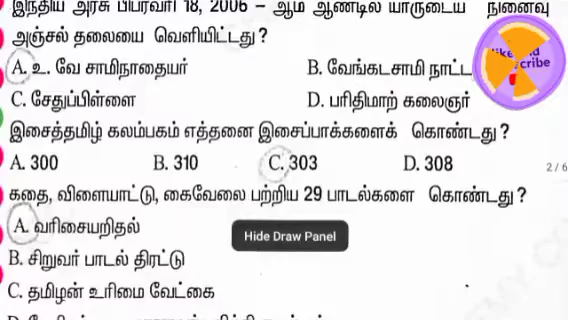 இந்திய அரசு பிப்ரவரி 18, 2006 – ஆம் ஆண்டில் யாருடைய நினைவு
அஞ்சல் தலையை வெளியிட்டது?
A. உ. வே சாமிநாதையர்
B. வேங்கடசாமி நாட்ட
C. சேதுப்பிள்ளை
D. பரிதிமாற் கலைஞர்
இசைத்தமிழ் கலம்பகம் எத்தனை இசைப்பாக்களைக் கொண்டது?
A. 300 B. 310 C. 303 D. 308
2/6
கதை, விளையாட்டு, கைவேலை பற்றிய 29 பாடல்களை கொண்டது?
A. வரிசையறிதல்
Hide Draw Panel
B. சிறுவர் பாடல் திரட்டு
C. தமிழன் உரிமை வேட்கை